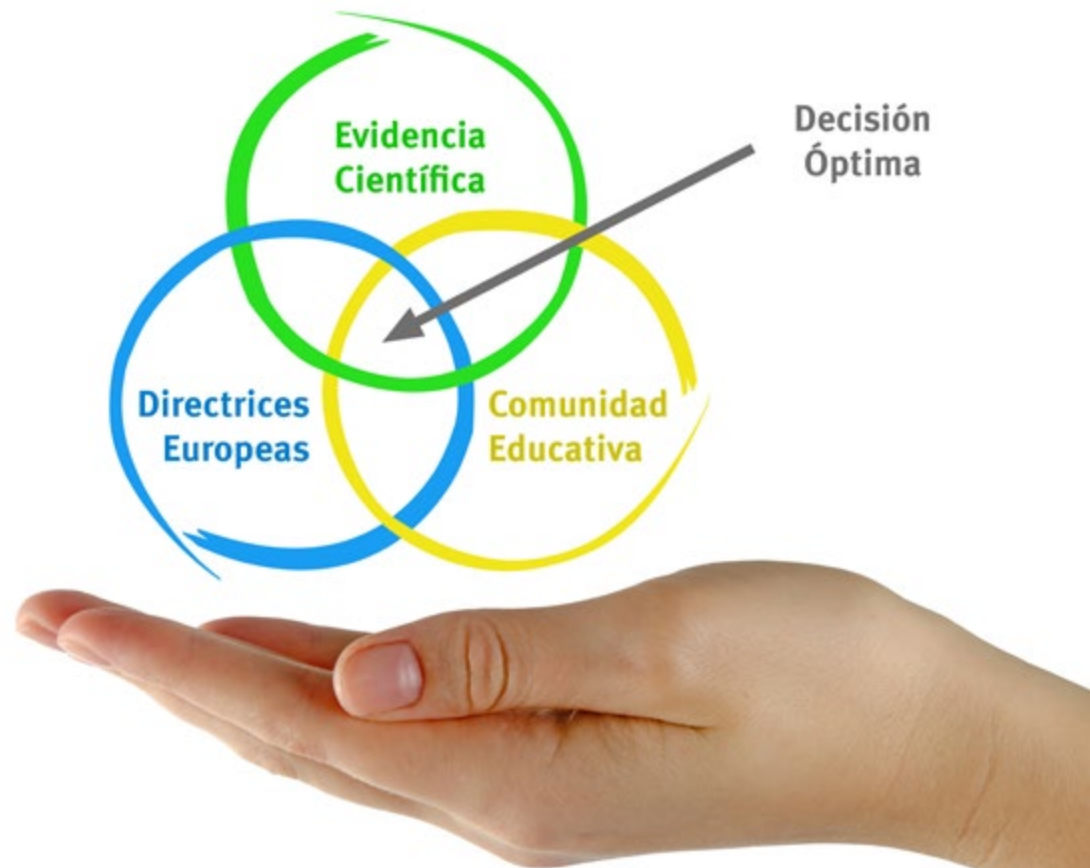 Evidencia
Científica
Decisión
Óptima
Directrices
Europeas
Comunidad
Educativa